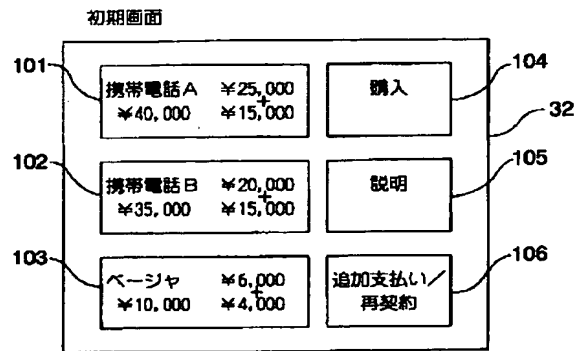 初期画面
101
携帯電話A ¥25,000
+
¥40,000 ¥15,000
購入
104
32
102
携帯電話B ¥20,000
+
¥35,000 ¥15,000
説明
105
103
ページャ ¥6,000
+
¥10,000 ¥4,000
追加支払い/
再契約
106